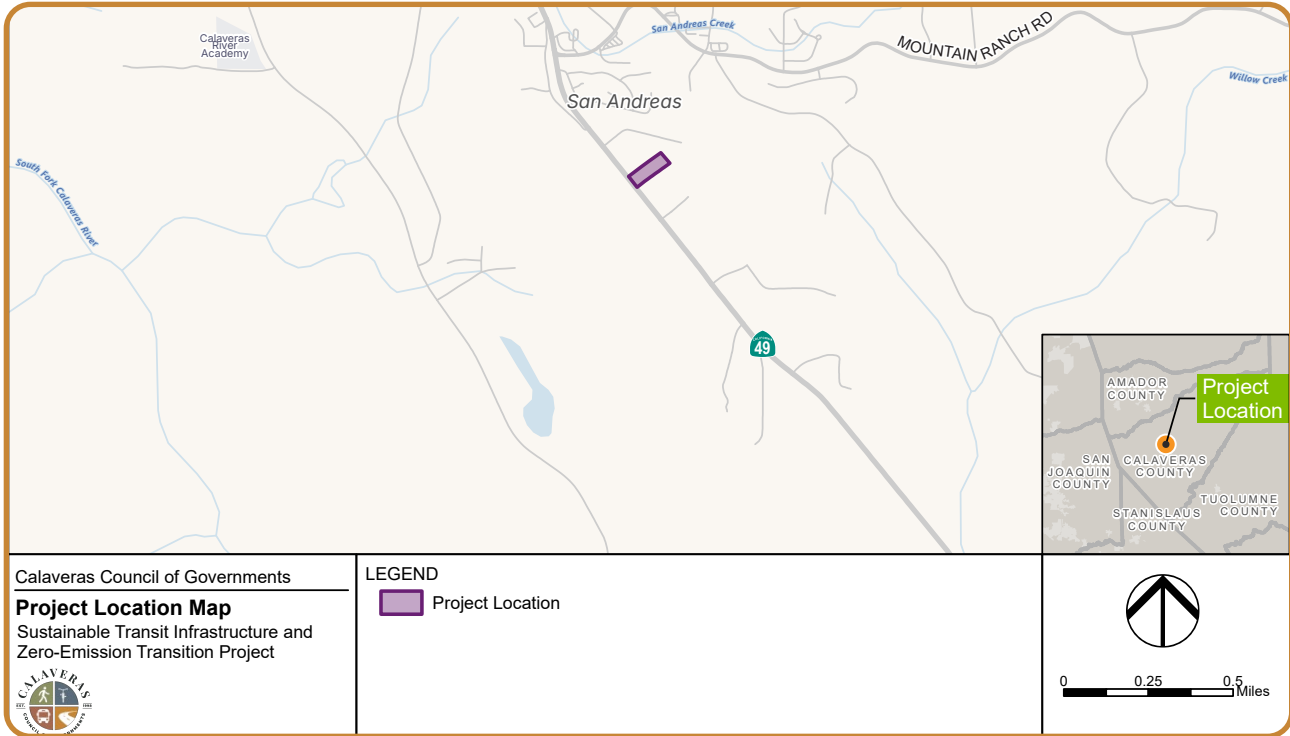 San Andreas Creek
MOUNTAIN RANCH RD
Calaveras
River
Academy
Willow Creek
San Andreas
South Fork Calaveras River
CALIFORNIA
49
AMADOR
COUNTY
Project
Location
SAN
JOAQUIN
COUNTY
CALAVERAS
COUNTY
TUOLUMNE
COUNTY
STANISLAUS
COUNTY
Calaveras Council of Governments
Project Location Map
Sustainable Transit Infrastructure and
Zero-Emission Transition Project
CALAVERAS
EST.
LEGEND
Project Location
0 0.25 0.5
Miles